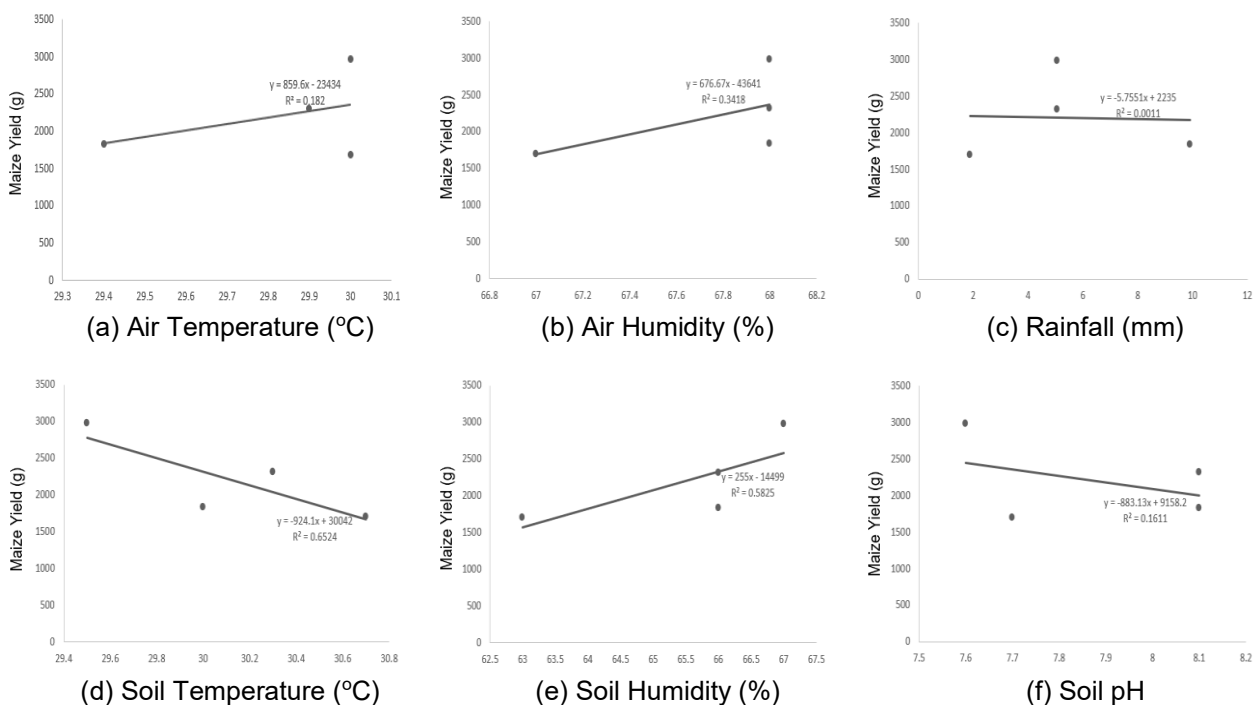 3500
3000
2500
2000
1500
1000
500
0
Maize Yield (g)
y = 859.6x - 23434
R² = 0.182
29.3 29.4 29.5 29.6 29.7 29.8 29.9 30 30.1
(a) Air Temperature (°C)
3500
3000
2500
2000
1500
1000
500
0
Maize Yield (g)
y = 676.67x - 43641
R² = 0.3418
66.8 67 67.2 67.4 67.6 67.8 68 68.2
(b) Air Humidity (%)
3500
3000
2500
2000
1500
1000
500
0
Maize Yield (g)
y = -5.7551x + 2235
R² = 0.0011
0 2 4 6 8 10 12
(c) Rainfall (mm)
3500
3000
2500
2000
1500
1000
500
0
Maize Yield (g)
y = -924.1x + 30042
R² = 0.6524
29.4 29.6 29.8 30 30.2 30.4 30.6 30.8
(d) Soil Temperature (°C)
3500
3000
2500
2000
1500
1000
500
0
Maize Yield (g)
y = 255x - 14499
R² = 0.5825
62.5 63 63.5 64 64.5 65 65.5 66 66.5 67 67.5
(e) Soil Humidity (%)
3500
3000
2500
2000
1500
1000
500
0
Maize Yield (g)
y = -883.13x + 9158.2
R² = 0.1611
7.5 7.6 7.7 7.8 7.9 8 8.1 8.2
(f) Soil pH